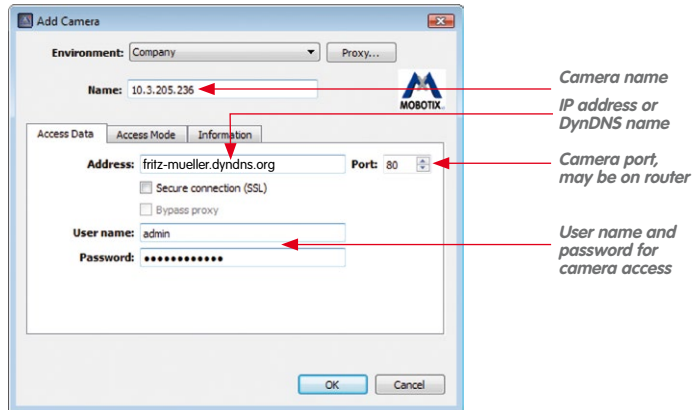 Add Camera
Environment: Company Proxy...
Name: 10.3.205.236
MOBOTIX
Access Data Access Mode Information
Address: fritz-mueller.dyndns.org Port: 80
Secure connection (SSL)
Bypass proxy
User name: admin
Password: ••••••••••••
OK Cancel
Camera name
IP address or
DynDNS name
Camera port,
may be on router
User name and
password for
camera access